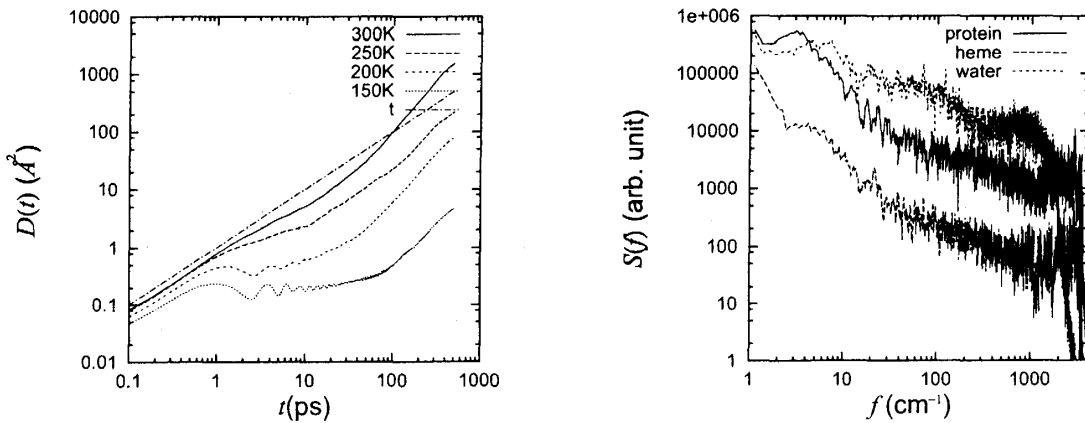 D(t) (Å²)
10000
1000
100
10
1
0.1
0.01
300K
250K
200K
150K
t
0.1 1 10 100 1000
t(ps)
S(f) (arb. unit)
1e+006
100000
10000
1000
100
10
1
protein
heme
water
1 10 100 1000
f (cm⁻¹)